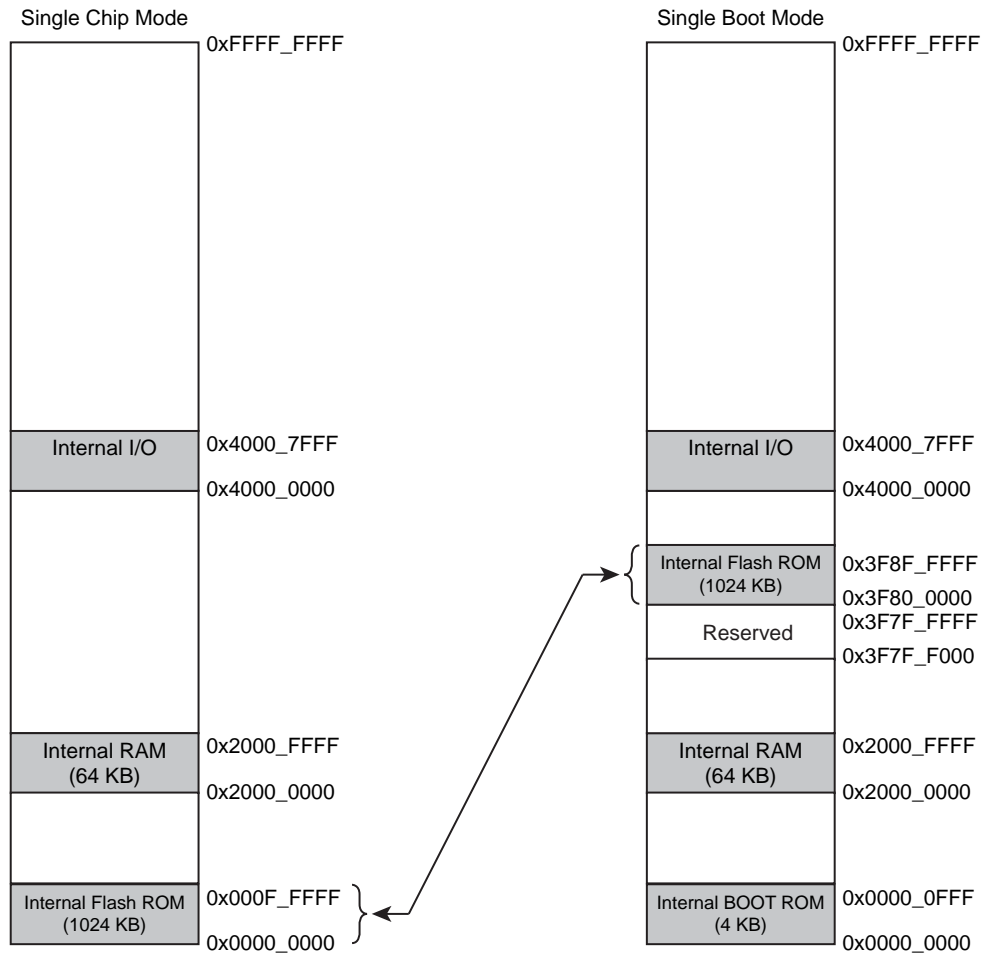 Single Chip Mode
0xFFFF_FFFF
Internal I/O
0x4000_7FFF
0x4000_0000
Internal RAM
(64 KB)
0x2000_FFFF
0x2000_0000
Internal Flash ROM
(1024 KB)
0x000F_FFFF
0x0000_0000
Single Boot Mode
0xFFFF_FFFF
Internal I/O
0x4000_7FFF
0x4000_0000
Internal Flash ROM
(1024 KB)
0x3F8F_FFFF
0x3F80_0000
Reserved
0x3F7F_FFFF
0x3F7F_F000
Internal RAM
(64 KB)
0x2000_FFFF
0x2000_0000
Internal BOOT ROM
(4 KB)
0x0000_0FFF
0x0000_0000